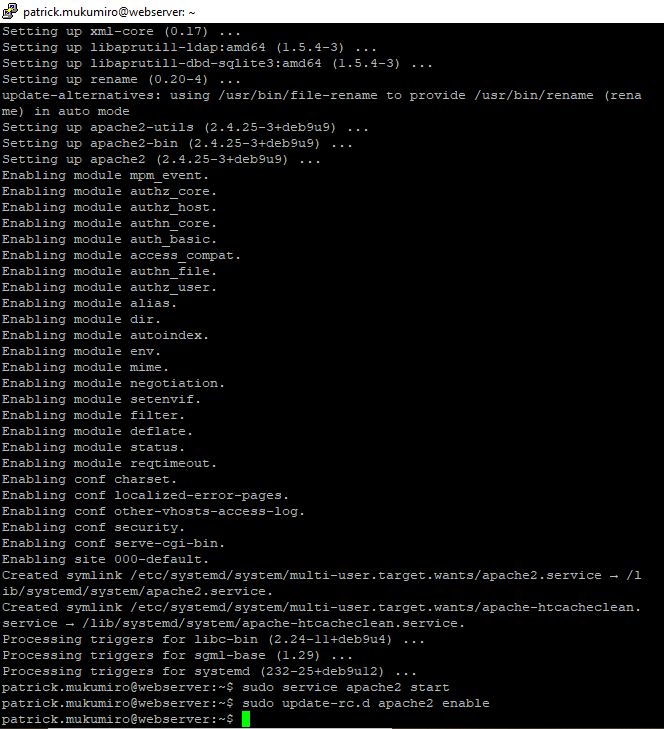 patrick.mukumiro@webserver: ~
Setting up xml-core (0.17) ...
Setting up libaprutil1-ldap:amd64 (1.5.4-3) ...
Setting up libaprutil1-dbd-sqlite3:amd64 (1.5.4-3) ...
Setting up rename (0.20-4) ...
update-alternatives: using /usr/bin/file-rename to provide /usr/bin/rename (rena
me) in auto mode
Setting up apache2-utils (2.4.25-3+deb9u9) ...
Setting up apache2-bin (2.4.25-3+deb9u9) ...
Setting up apache2 (2.4.25-3+deb9u9) ...
Enabling module mpm_event.
Enabling module authz_core.
Enabling module authz_host.
Enabling module authn_core.
Enabling module auth_basic.
Enabling module access_compat.
Enabling module authn_file.
Enabling module authz_user.
Enabling module alias.
Enabling module dir.
Enabling module autoindex.
Enabling module env.
Enabling module mime.
Enabling module negotiation.
Enabling module setenvif.
Enabling module filter.
Enabling module deflate.
Enabling module status.
Enabling module reqtimeout.
Enabling conf charset.
Enabling conf localized-error-pages.
Enabling conf other-vhosts-access-log.
Enabling conf security.
Enabling conf serve-cgi-bin.
Enabling site 000-default.
Created symlink /etc/systemd/system/multi-user.target.wants/apache2.service → /l
ib/systemd/system/apache2.service.
Created symlink /etc/systemd/system/multi-user.target.wants/apache-htcacheclean.
service → /lib/systemd/system/apache-htcacheclean.service.
Processing triggers for libc-bin (2.24-11+deb9u4) ...
Processing triggers for sgml-base (1.29) ...
Processing triggers for systemd (232-25+deb9u12) ...
patrick.mukumiro@webserver:~$ sudo service apache2 start
patrick.mukumiro@webserver:~$ sudo update-rc.d apache2 enable
patrick.mukumiro@webserver:~$